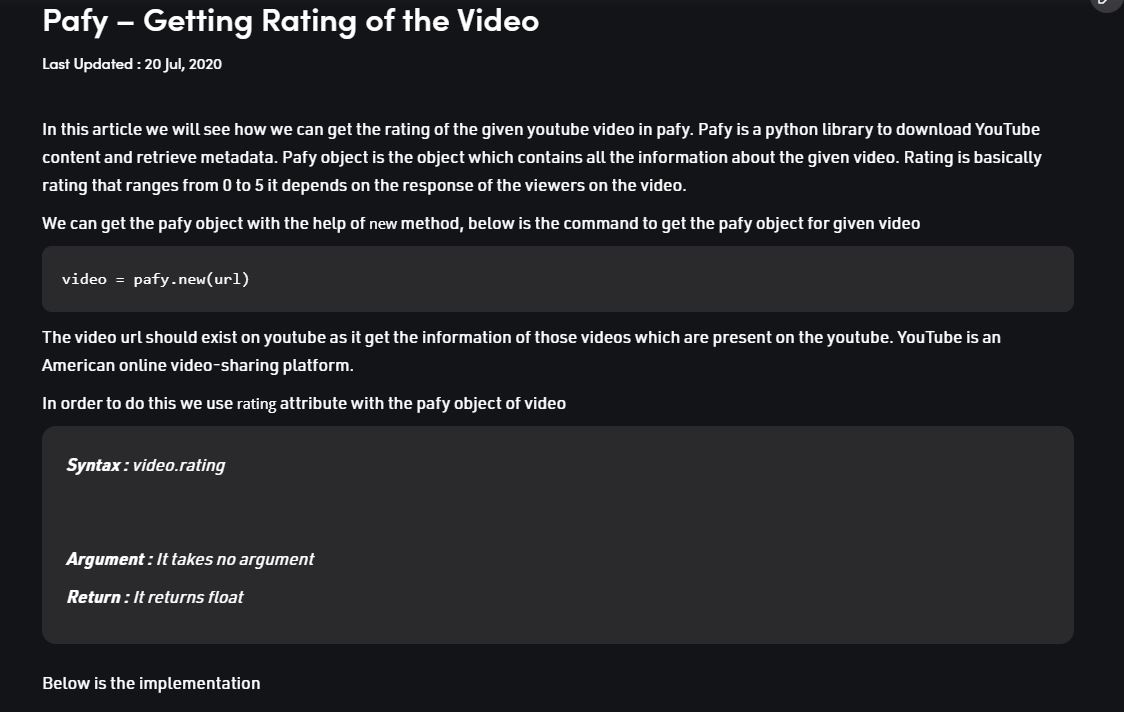 Pafy – Getting Rating of the Video
Last Updated : 20 Jul, 2020
In this article we will see how we can get the rating of the given youtube video in pafy. Pafy is a python library to download YouTube
content and retrieve metadata. Pafy object is the object which contains all the information about the given video. Rating is basically
rating that ranges from 0 to 5 it depends on the response of the viewers on the video.
We can get the pafy object with the help of new method, below is the command to get the pafy object for given video
video = pafy.new(url)
The video url should exist on youtube as it get the information of those videos which are present on the youtube. YouTube is an
American online video-sharing platform.
In order to do this we use rating attribute with the pafy object of video
Syntax : video.rating
Argument : It takes no argument
Return : It returns float
Below is the implementation